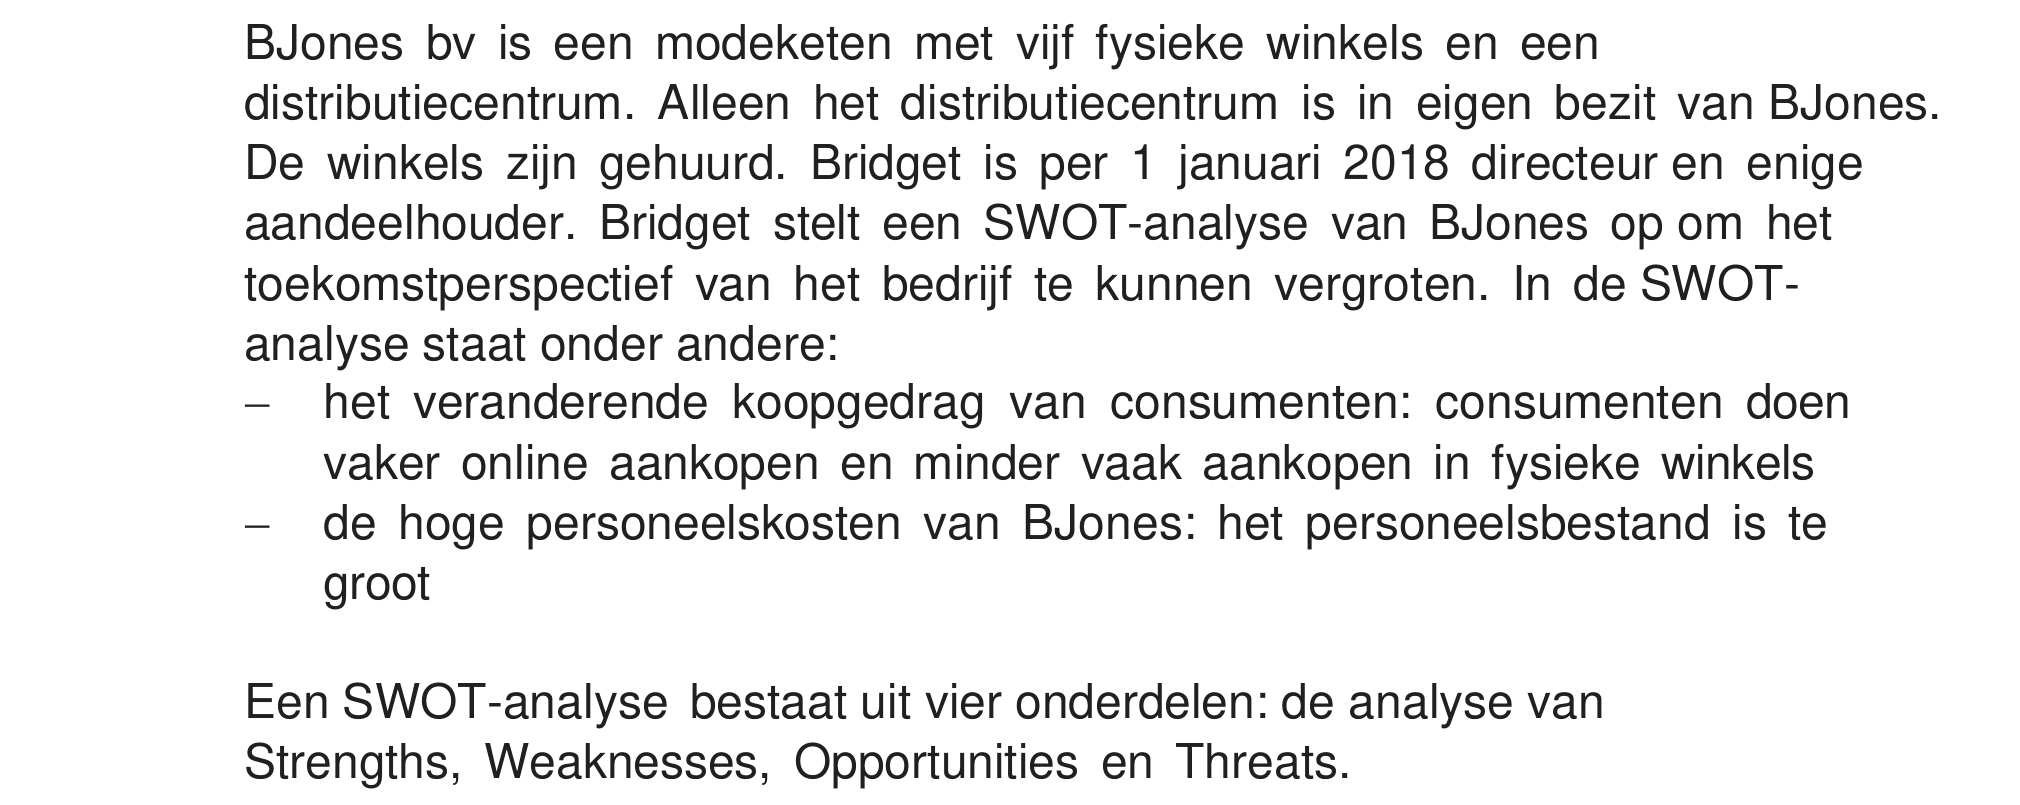 BJones bv is een modeketen met vijf fysieke winkels en een
distributiecentrum. Alleen het distributiecentrum is in eigen bezit van BJones.
De winkels zijn gehuurd. Bridget is per 1 januari 2018 directeur en enige
aandeelhouder. Bridget stelt een SWOT-analyse van BJones op om het
toekomstperspectief van het bedrijf te kunnen vergroten. In de SWOT-
analyse staat onder andere:
– het veranderende koopgedrag van consumenten: consumenten doen
vaker online aankopen en minder vaak aankopen in fysieke winkels
– de hoge personeelskosten van BJones: het personeelsbestand is te
groot
Een SWOT-analyse bestaat uit vier onderdelen: de analyse van
Strengths, Weaknesses, Opportunities en Threats.